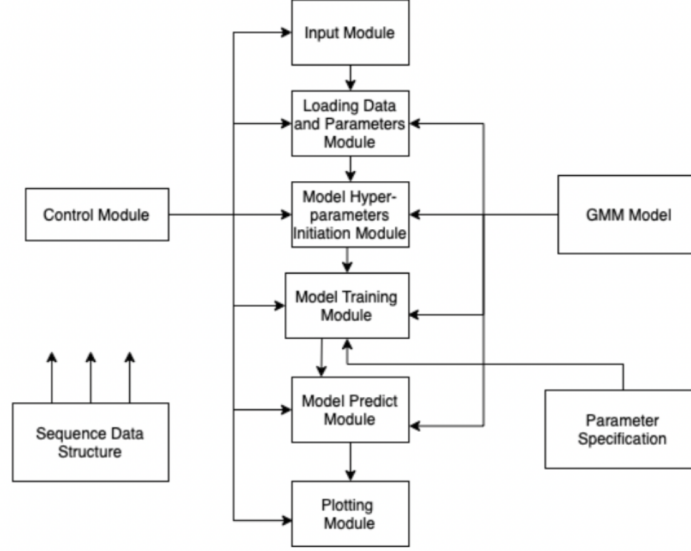 Input Module
Loading Data
and Parameters
Module
Model Hyper-
parameters
Initiation Module
Control Module
GMM Model
Model Training
Module
Model Predict
Module
Sequence Data
Structure
Parameter
Specification
Plotting
Module